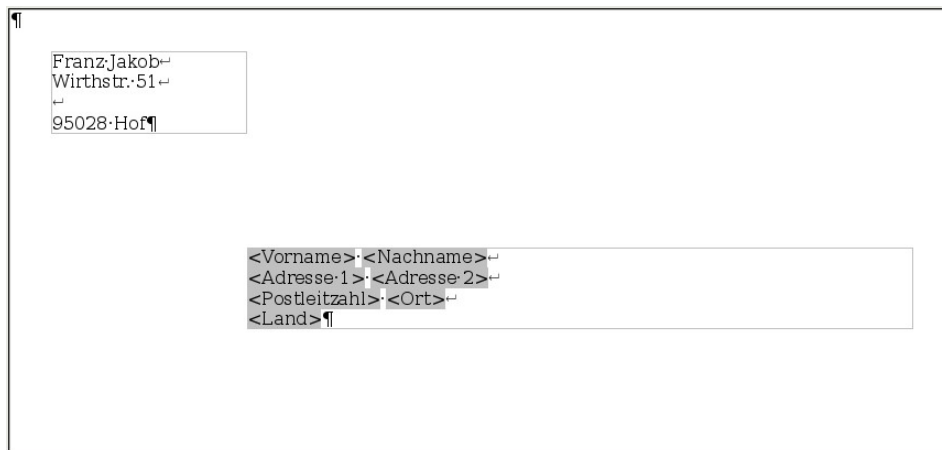 Franz Jakob
Wirthstr. 51
95028 Hof
<Vorname> <Nachname>
<Adresse 1> <Adresse 2>
<Postleitzahl> <Ort>
<Land>